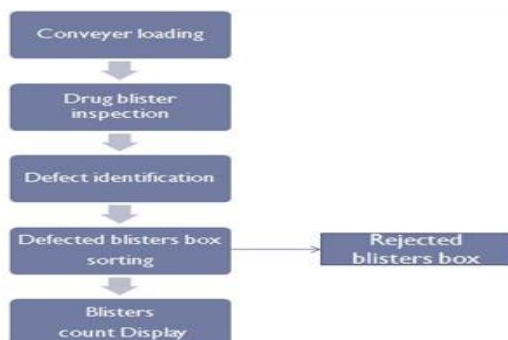 Conveyer loading
Drug blister
inspection
Defect identification
Defected blisters box
sorting
Rejected
blisters box
Blisters
count Display